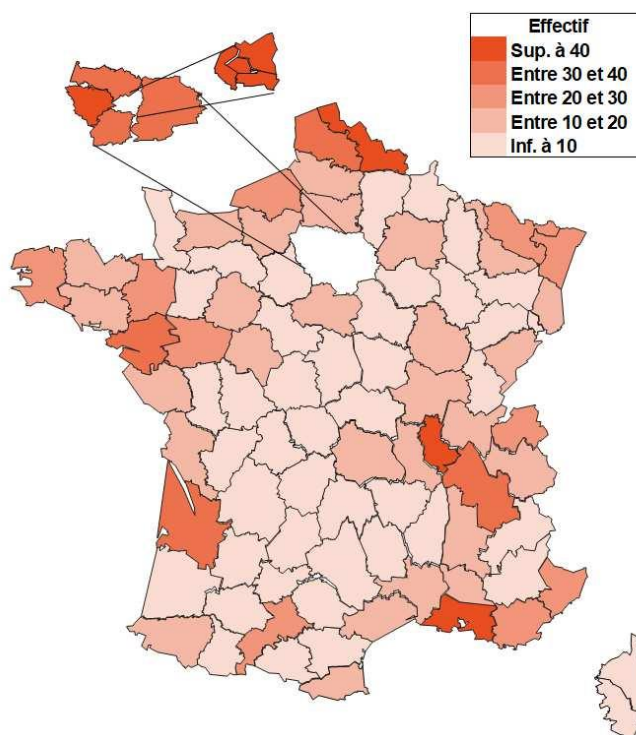 Effectif
Sup. à 40
Entre 30 et 40
Entre 20 et 30
Entre 10 et 20
Inf. à 10